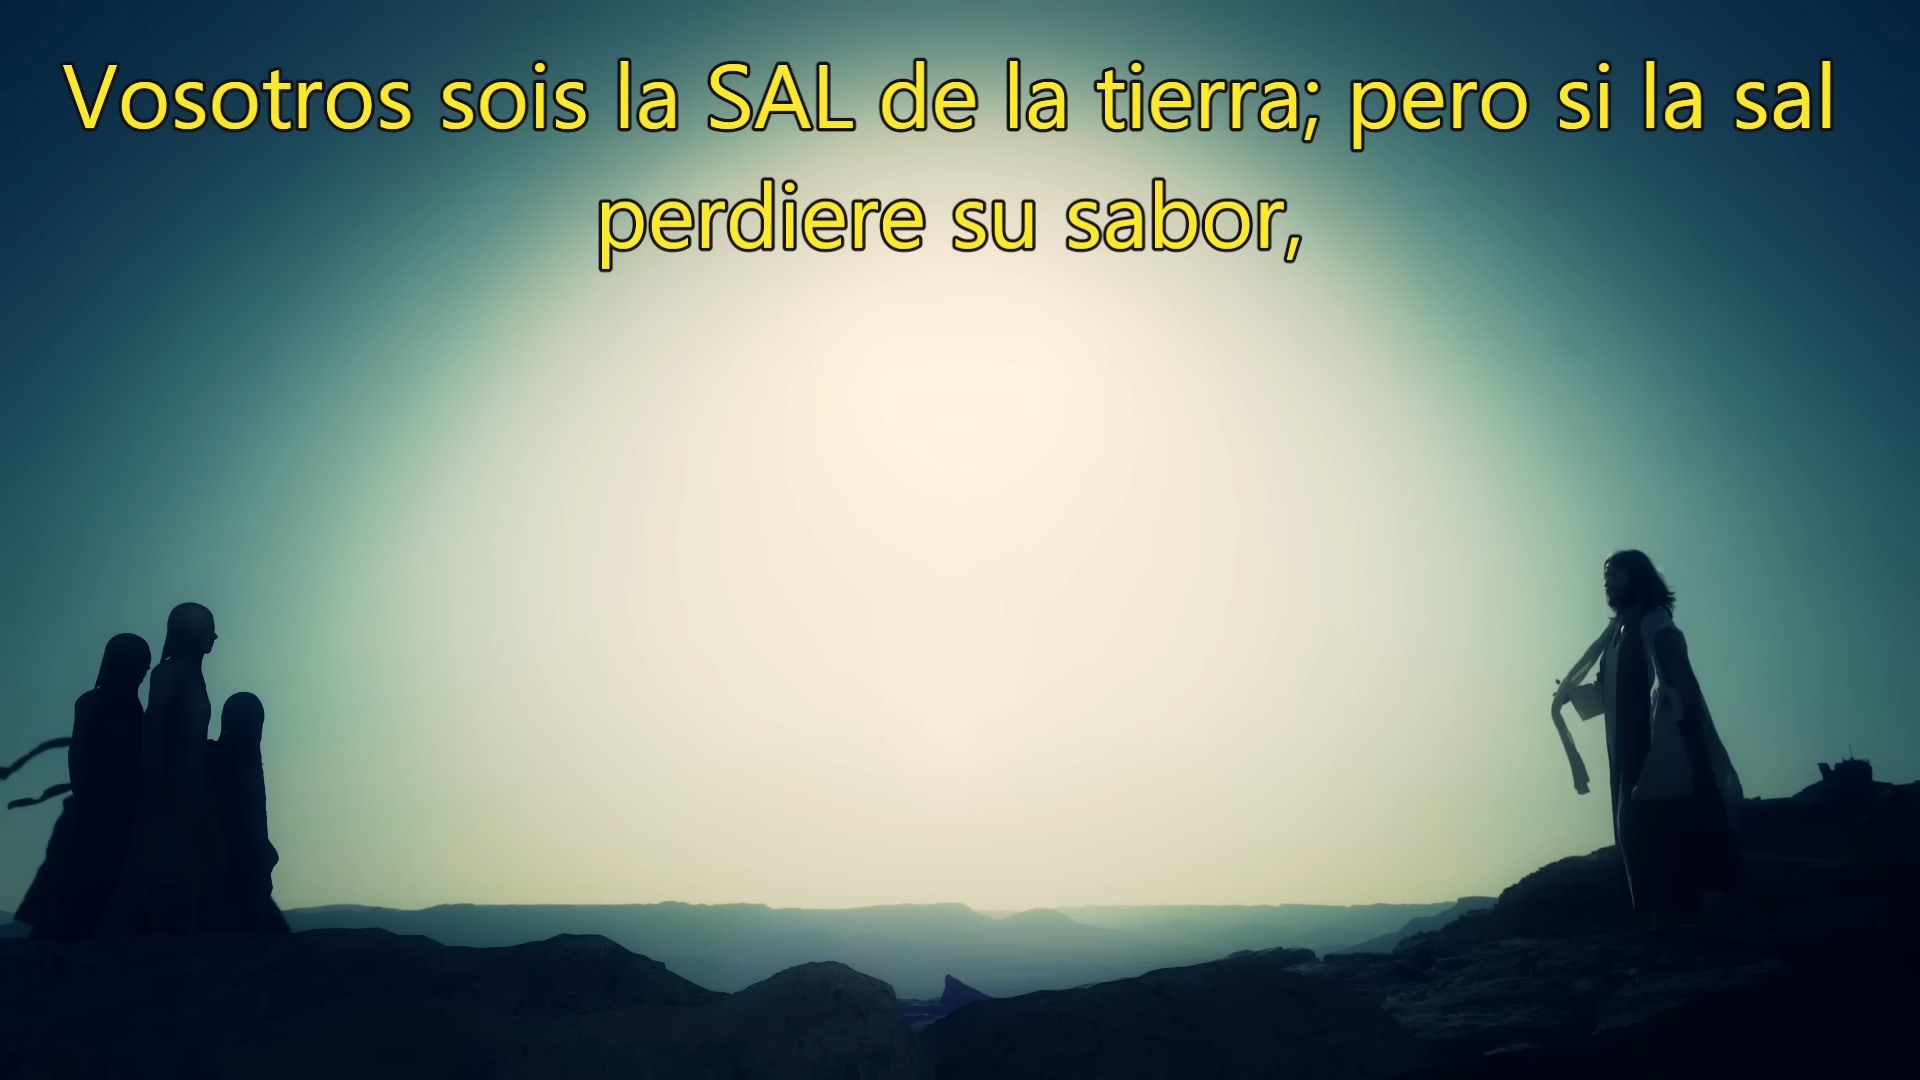 Vosotros sois la SAL de la tierra; pero si la sal
perdiere su sabor,